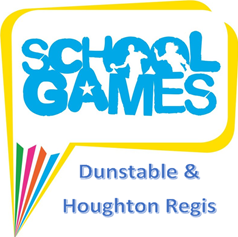 SCHOOL
GAMES
Dunstable &
Houghton Regis